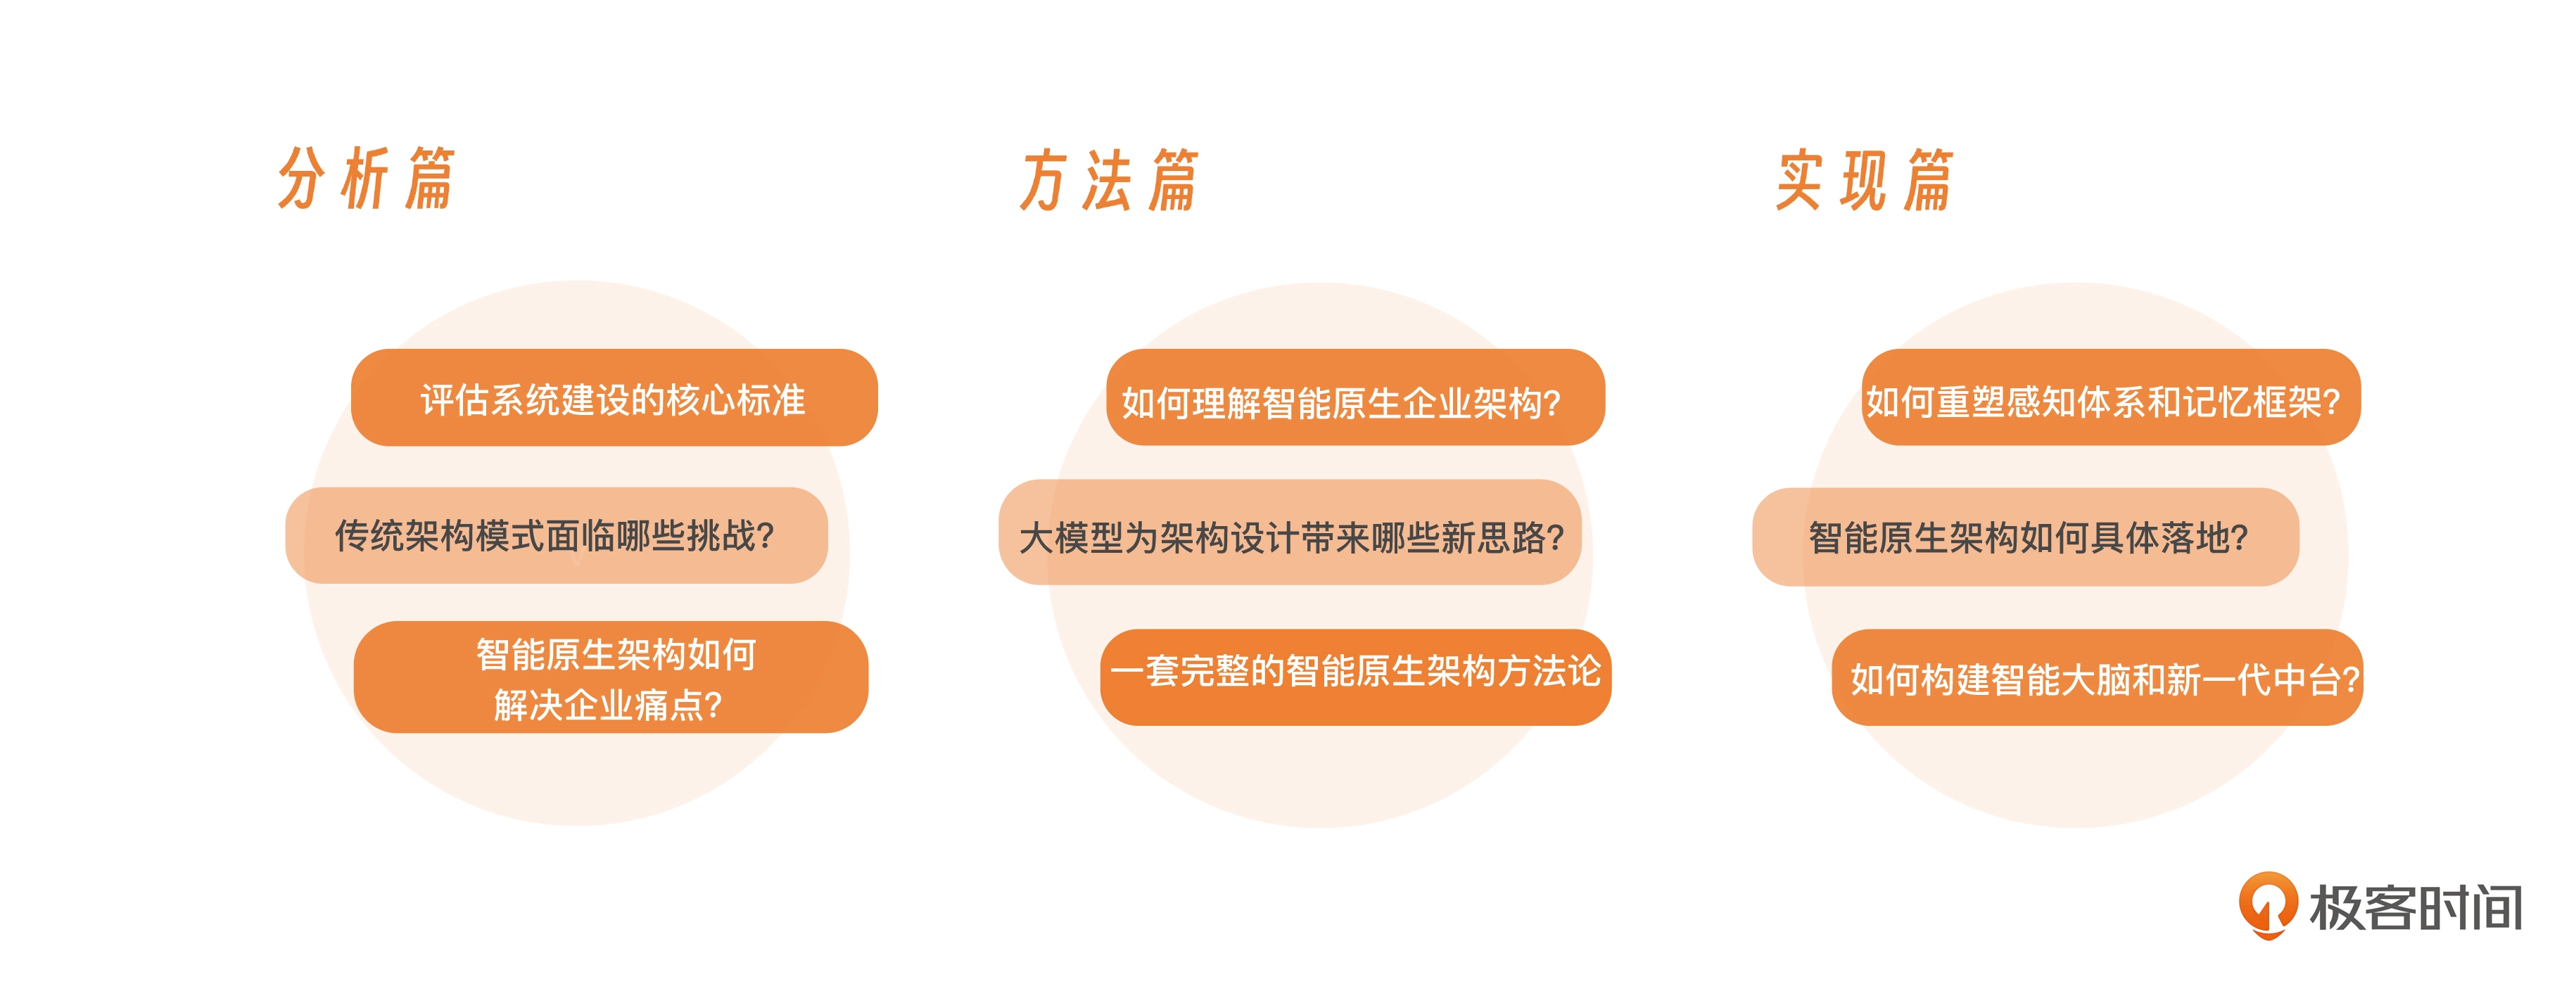 分析篇
评估系统建设的核心标准
传统架构模式面临哪些挑战？
智能原生架构如何
解决企业痛点？
方法篇
如何理解智能原生企业架构？
大模型为架构设计带来哪些新思路？
一套完整的智能原生架构方法论
实现篇
如何重塑感知体系和记忆框架？
智能原生架构如何具体落地？
如何构建智能大脑和新一代中台？
极客时间